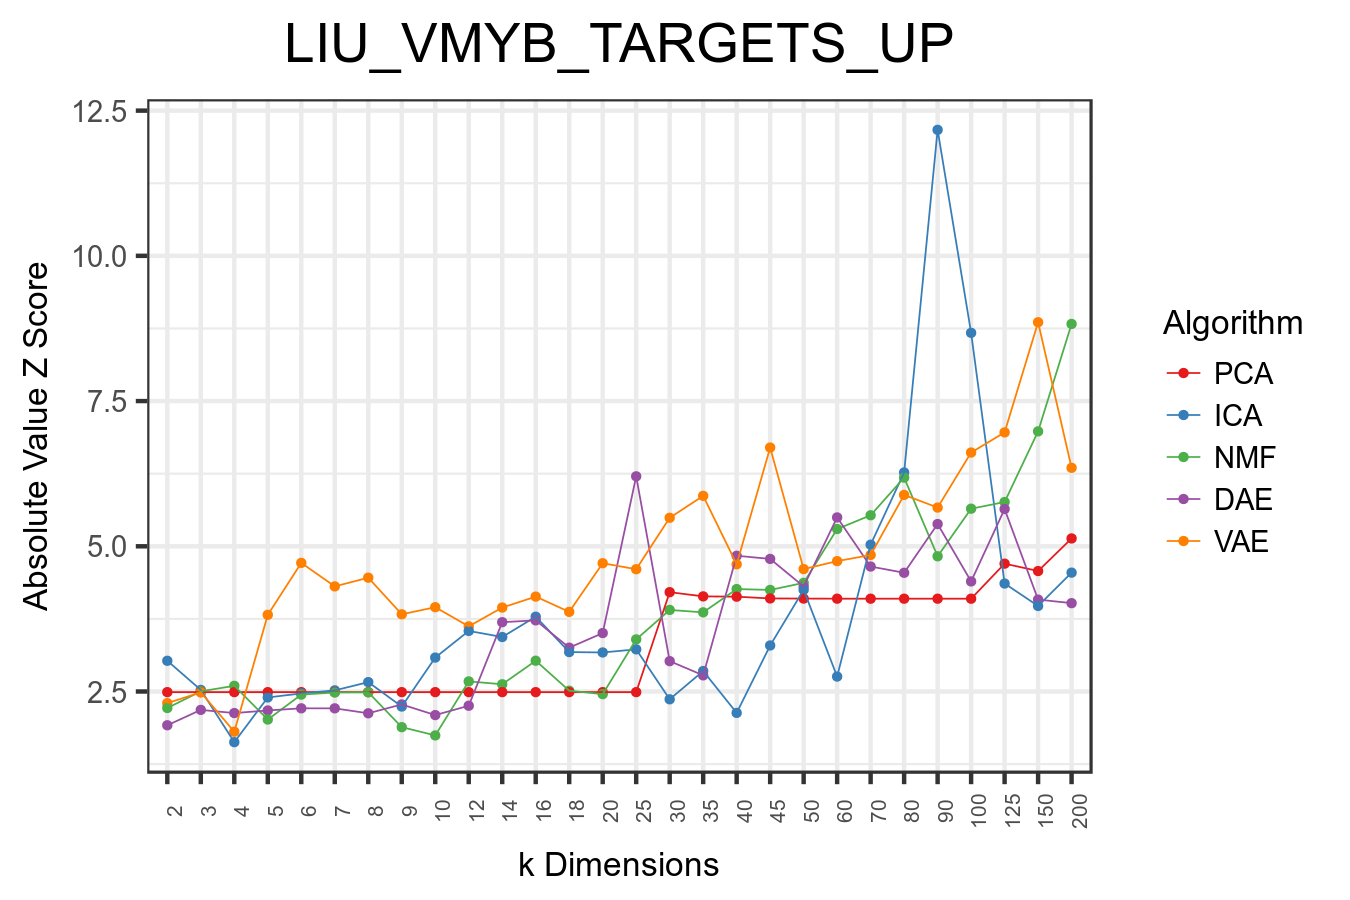 LIU_VMYB_TARGETS_UP
12.5
10.0
7.5
5.0
2.5
Absolute Value Z Score
2 3 4 5 6 7 8 9 10 12 14 16 18 20 25 30 35 40 45 50 60 70 80 90 100 125 150 200
k Dimensions
Algorithm
PCA
ICA
NMF
DAE
VAE